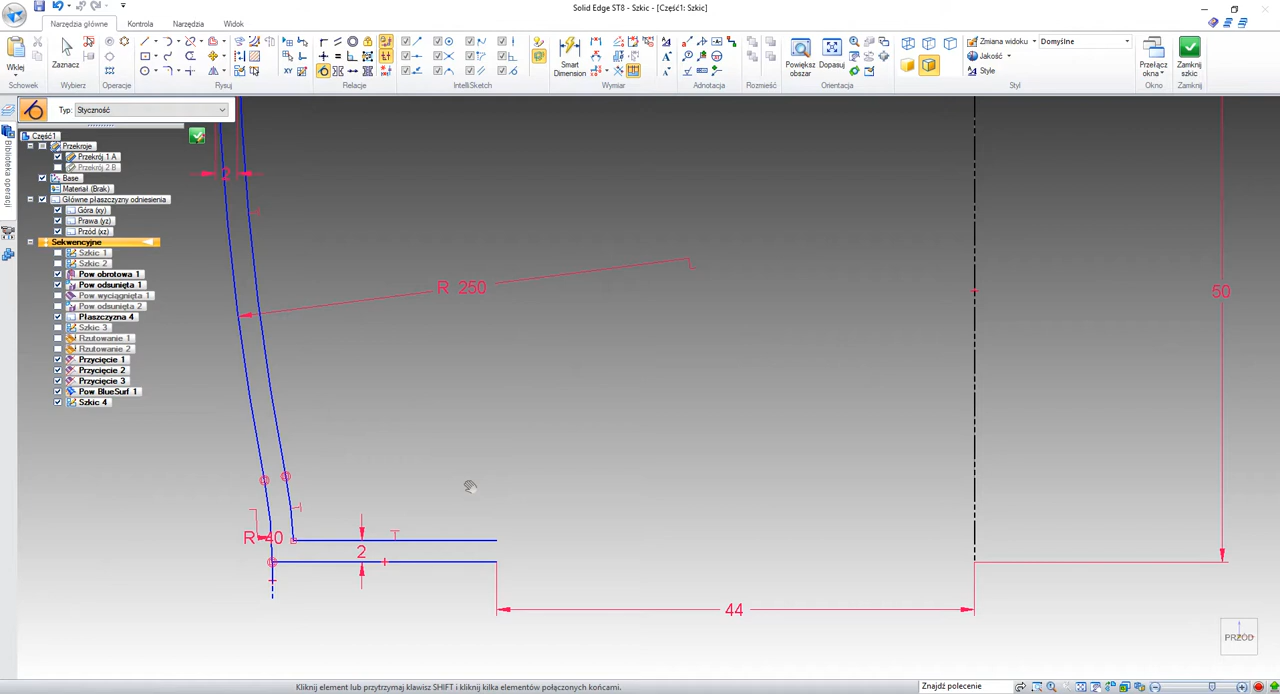 Solid Edge ST8 - Szkic - [Część1: Szkic]
Narzędzia główne Kontrola Narzędzia Widok
Wklej
Zaznacz
Smart
Dimension
Powiększ
obszar
Dopasuj
Zmiana widoku
Domyślne
Jakość
Style
Przełącz
okna
Zamknij
szkic
Schowek Wybierz Operacje Rysuj Relacje IntelliSketch Wymiar Adnotacja Rozmieść Orientacja Styl Okno Zamknij
Typ: Styczność
Biblioteka operacji
Część1
Przekroje
Przekrój 1 A
Przekrój 2 B
Base
Materiał (Brak)
Główne płaszczyzny odniesienia
Góra (xy)
Prawa (yz)
Przód (xz)
Sekwencyjne
Szkic 1
Szkic 2
Pow obrotowa 1
Pow odsunięta 1
Pow wyciągnięta 1
Pow odsunięta 2
Płaszczyzna 4
Szkic 3
Rzutowanie 1
Rzutowanie 2
Przycięcie 1
Przycięcie 2
Przycięcie 3
Pow BlueSurf 1
Szkic 4
2
R 250
50
R 40
2
44
PRZÓD
Kliknij element lub przytrzymaj klawisz SHIFT i kliknij kilka elementów połączonych końcami.
Znajdź polecenie